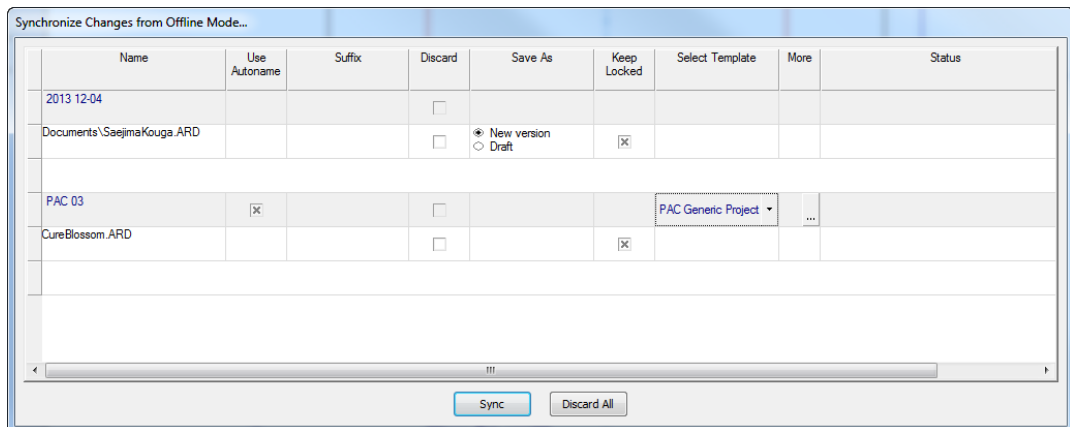 Synchronize Changes from Offline Mode...
Name Use Autoname Suffix Discard Save As Keep Locked Select Template More Status
2013 12-04
Documents\SaejimaKouga.ARD New version
Draft
PAC 03 PAC Generic Project ...
CureBlossom.ARD
Sync Discard All